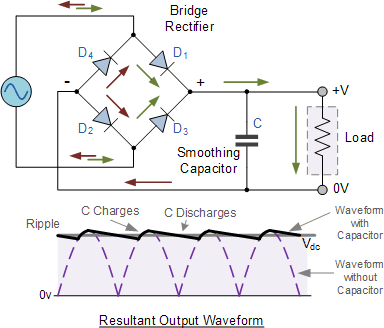 Bridge
Rectifier
D4
D1
-
+
+V
D2
D3
C
Load
Smoothing
Capacitor
0V
C Charges
C Discharges
Waveform
with
Capacitor
Ripple
Vdc
Waveform
without
Capacitor
0v
Resultant Output Waveform